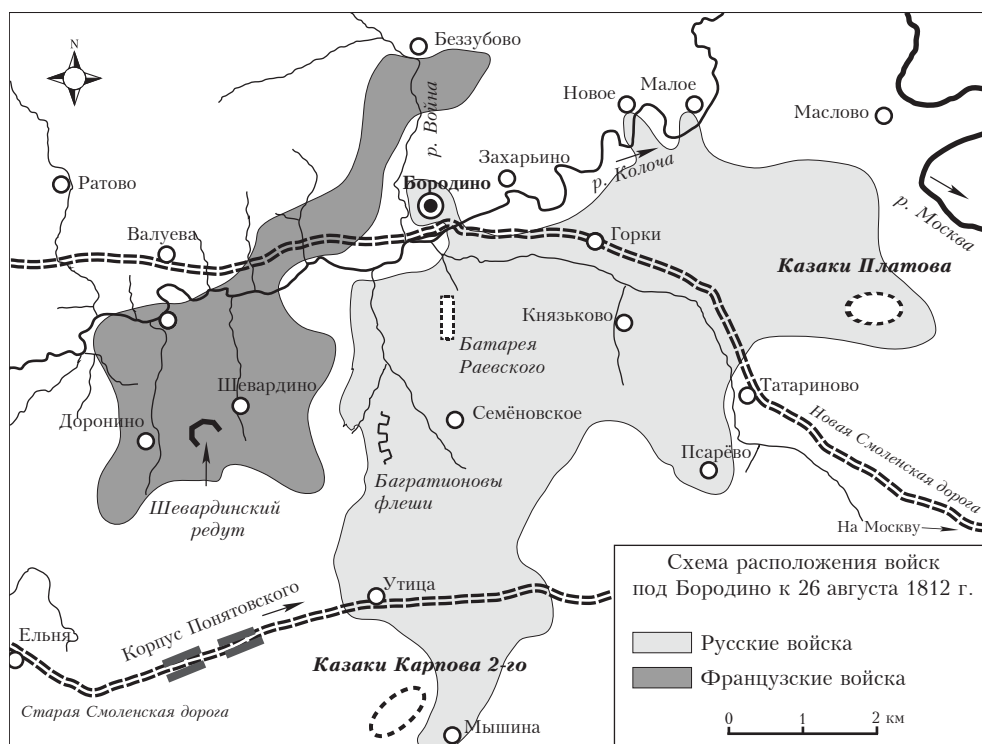 N
Беззубово
р. Война
Новое
Малое
Маслово
Захарьино
р. Колоча
Ратово
Бородино
р. Москва
Валуева
Горки
Казаки Платова
Князьково
Батарея
Раевского
Шевардино
Татариново
Доронино
Семёновское
Новая Смоленская дорога
Псарёво
Багратионовы
флеши
Шевардинский
редут
На Москву
Утица
Корпус Понятовского
Ельня
Казаки Карпова 2-го
Старая Смоленская дорога
Мышина
Схема расположения войск
под Бородино к 26 августа 1812 г.
Русские войска
Французские войска
0
1
2 км